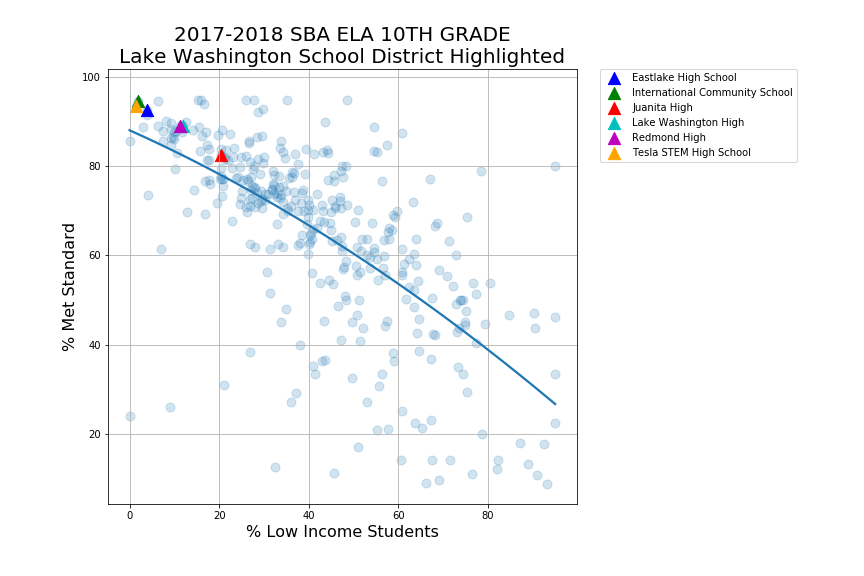 2017-2018 SBA ELA 10TH GRADE
Lake Washington School District Highlighted
100
80
60
40
20
% Met Standard
0
20
40
60
80
% Low Income Students
Eastlake High School
International Community School
Juanita High
Lake Washington High
Redmond High
Tesla STEM High School